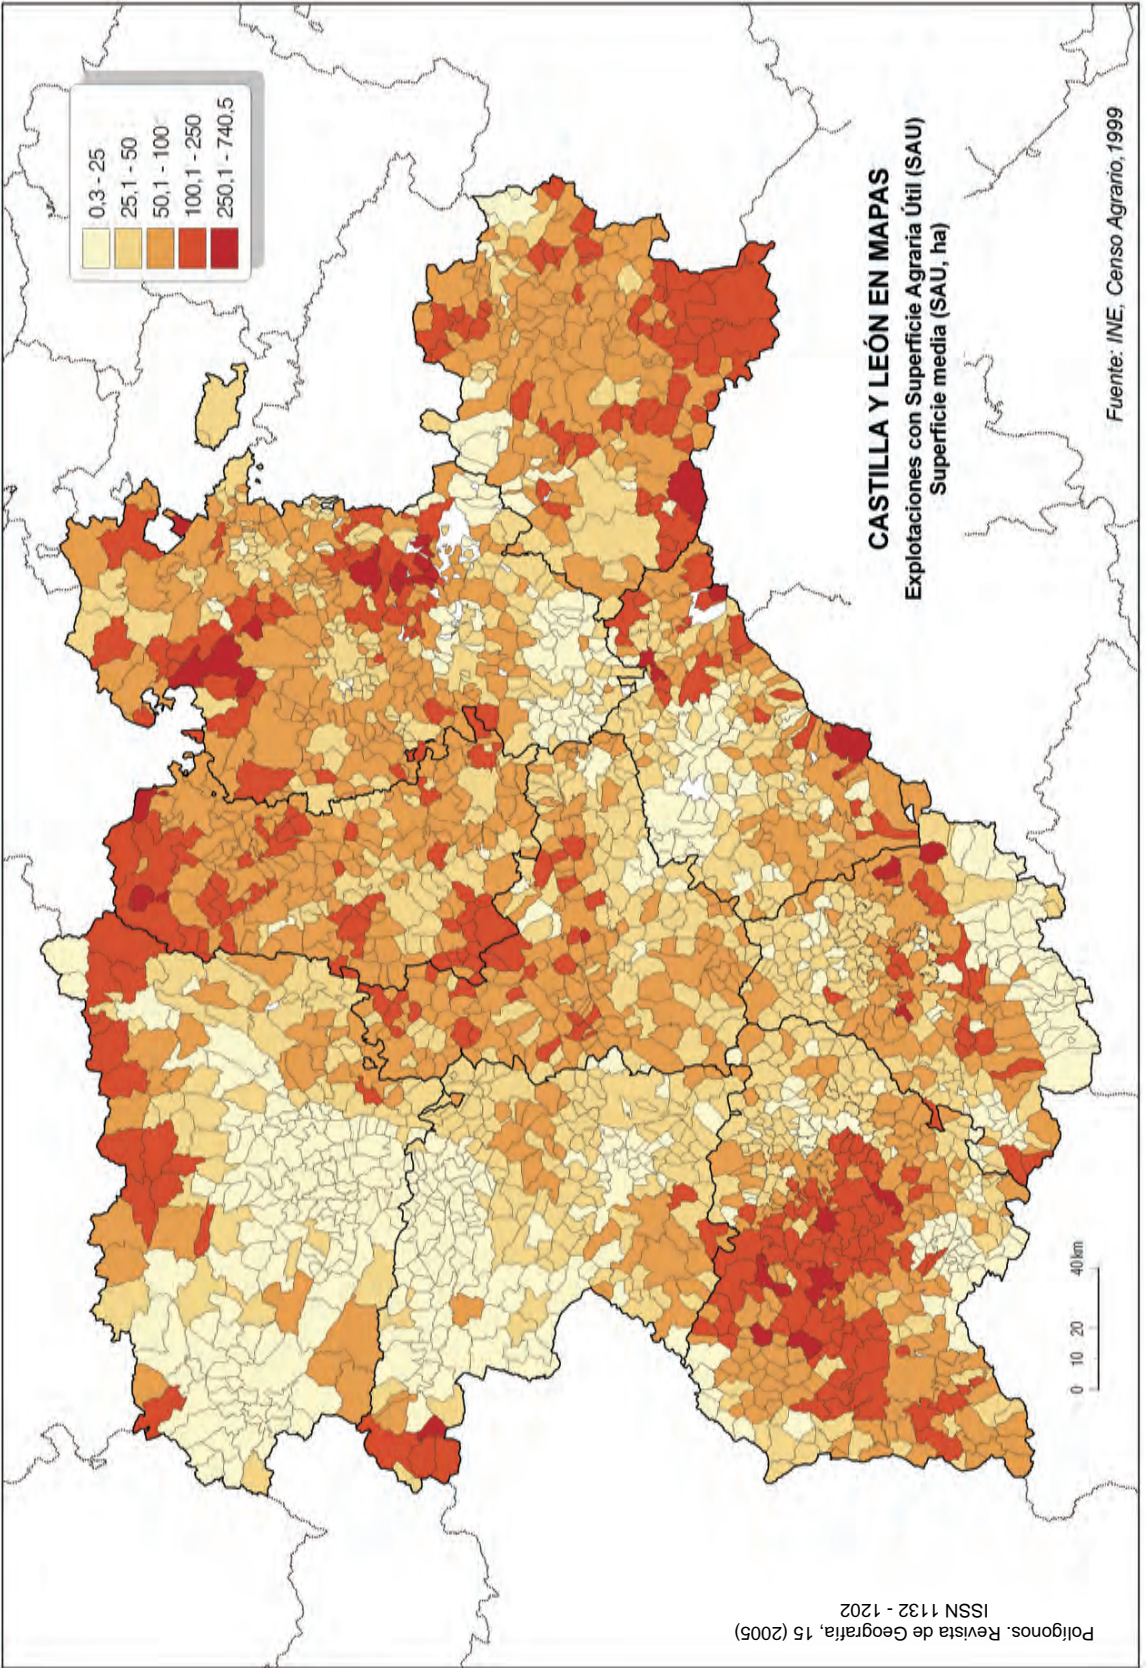 0,3 - 25
25,1 - 50
50,1 - 100
100,1 - 250
250,1 - 740,5
CASTILLA Y LEÓN EN MAPAS
Explotaciones con Superficie Agraria Útil (SAU)
Superficie media (SAU, ha)
Fuente: INE, Censo Agrario,1999
0 10 20 40km
Polígonos. Revista de Geografía, 15 (2005)
ISSN 1132 - 1202